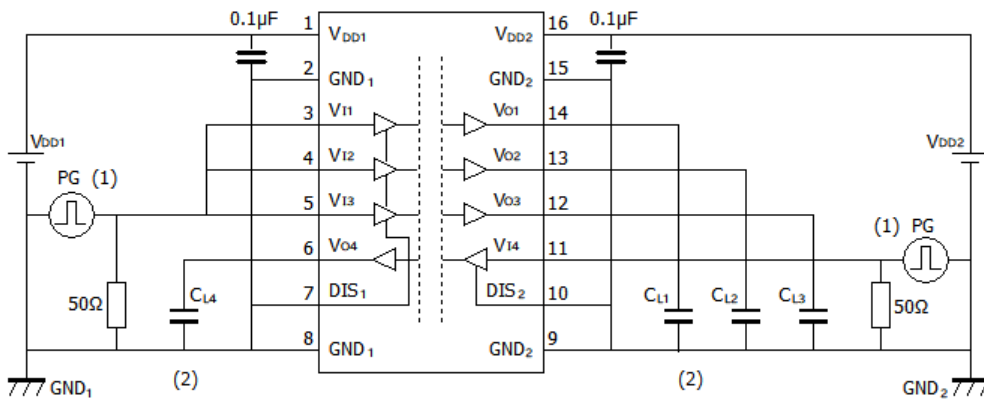 0.1μF 1 16 0.1μF
VDD1 VDD2
2 15
GND1 GND2
3 VI1 VO1 14
VDD1 4 VI2 VO2 13 VDD2
PG (1) 5 VI3 VO3 12 (1) PG
6 VO4 VI4 11
50Ω CL4 7 DIS1 DIS2 10 CL1 CL2 CL3 50Ω
8 GND1 GND2 9
GND1 (2) (2) GND2